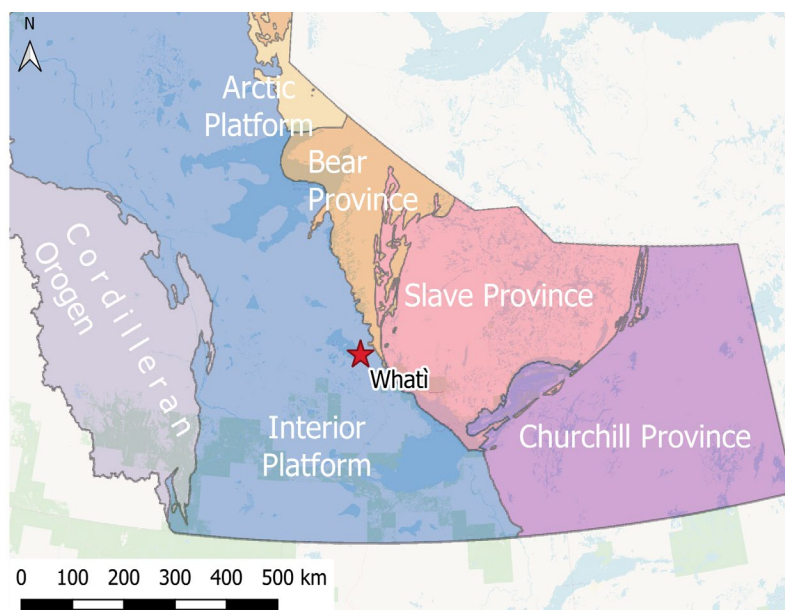 N
Arctic
Platform
Bear
Province
Cordilleran
Orogen
Slave Province
Whatì
Interior
Platform
Churchill Province
0 100 200 300 400 500 km